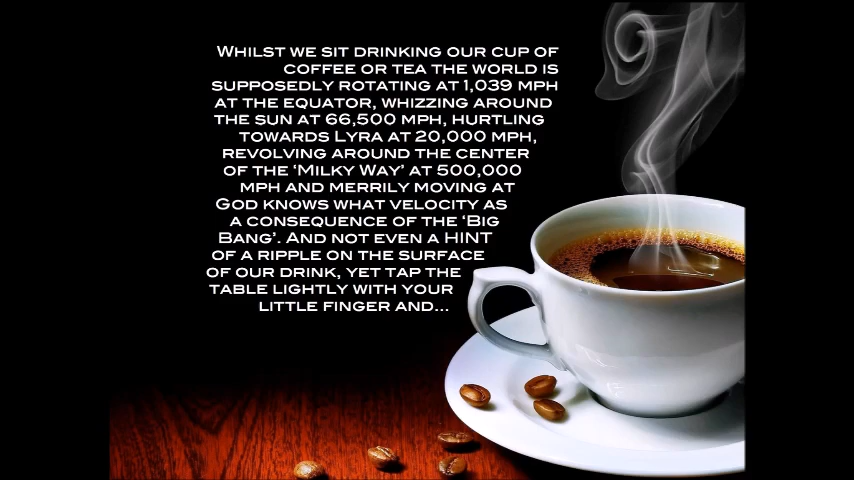 Whilst we sit drinking our cup of
coffee or tea the world is
supposedly rotating at 1,039 mph
at the equator, whizzing around
the sun at 66,500 mph, hurtling
towards Lyra at 20,000 mph,
revolving around the center
of the ‘Milky Way’ at 500,000
mph and merrily moving at
God knows what velocity as
a consequence of the ‘Big
Bang’. And not even a HINT
of a ripple on the surface
of our drink, yet tap the
table lightly with your
little finger and...